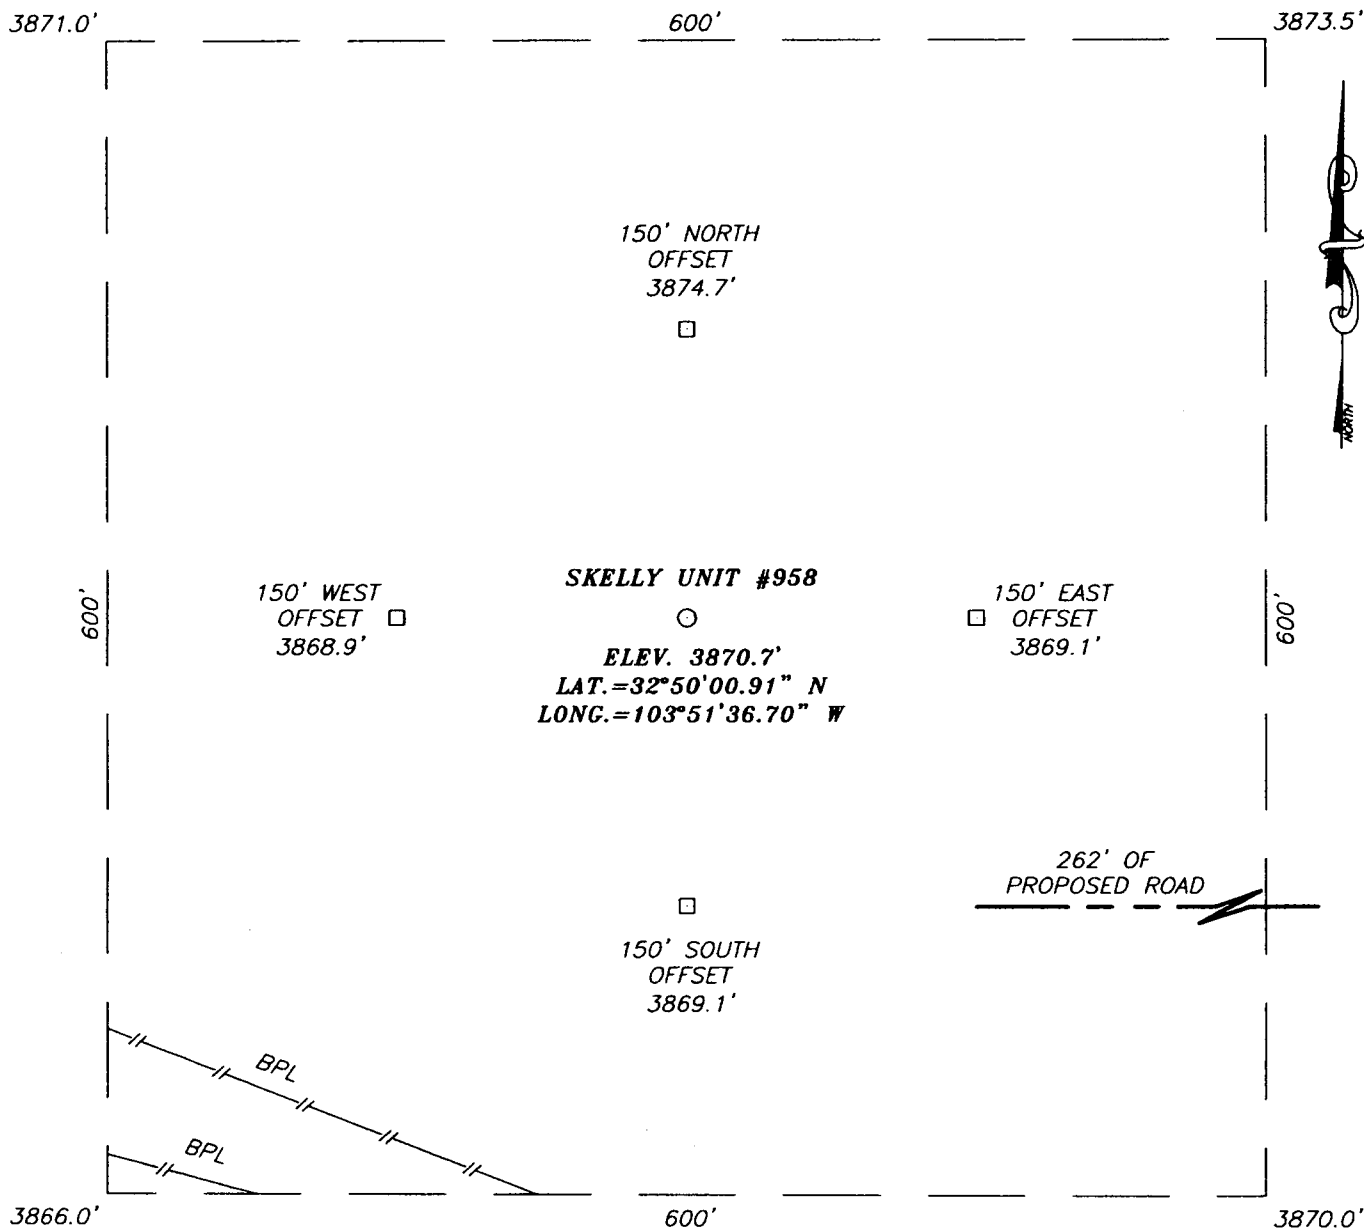 3871.0'
600'
3873.5'
NORTH
150' NORTH
OFFSET
3874.7'
600'
150' WEST
OFFSET
3868.9'
SKELLY UNIT #958
ELEV. 3870.7'
LAT.=32°50'00.91" N
LONG.=103°51'36.70" W
150' EAST
OFFSET
3869.1'
600'
262' OF
PROPOSED ROAD
150' SOUTH
OFFSET
3869.1'
BPL
BPL
3866.0'
600'
3870.0'